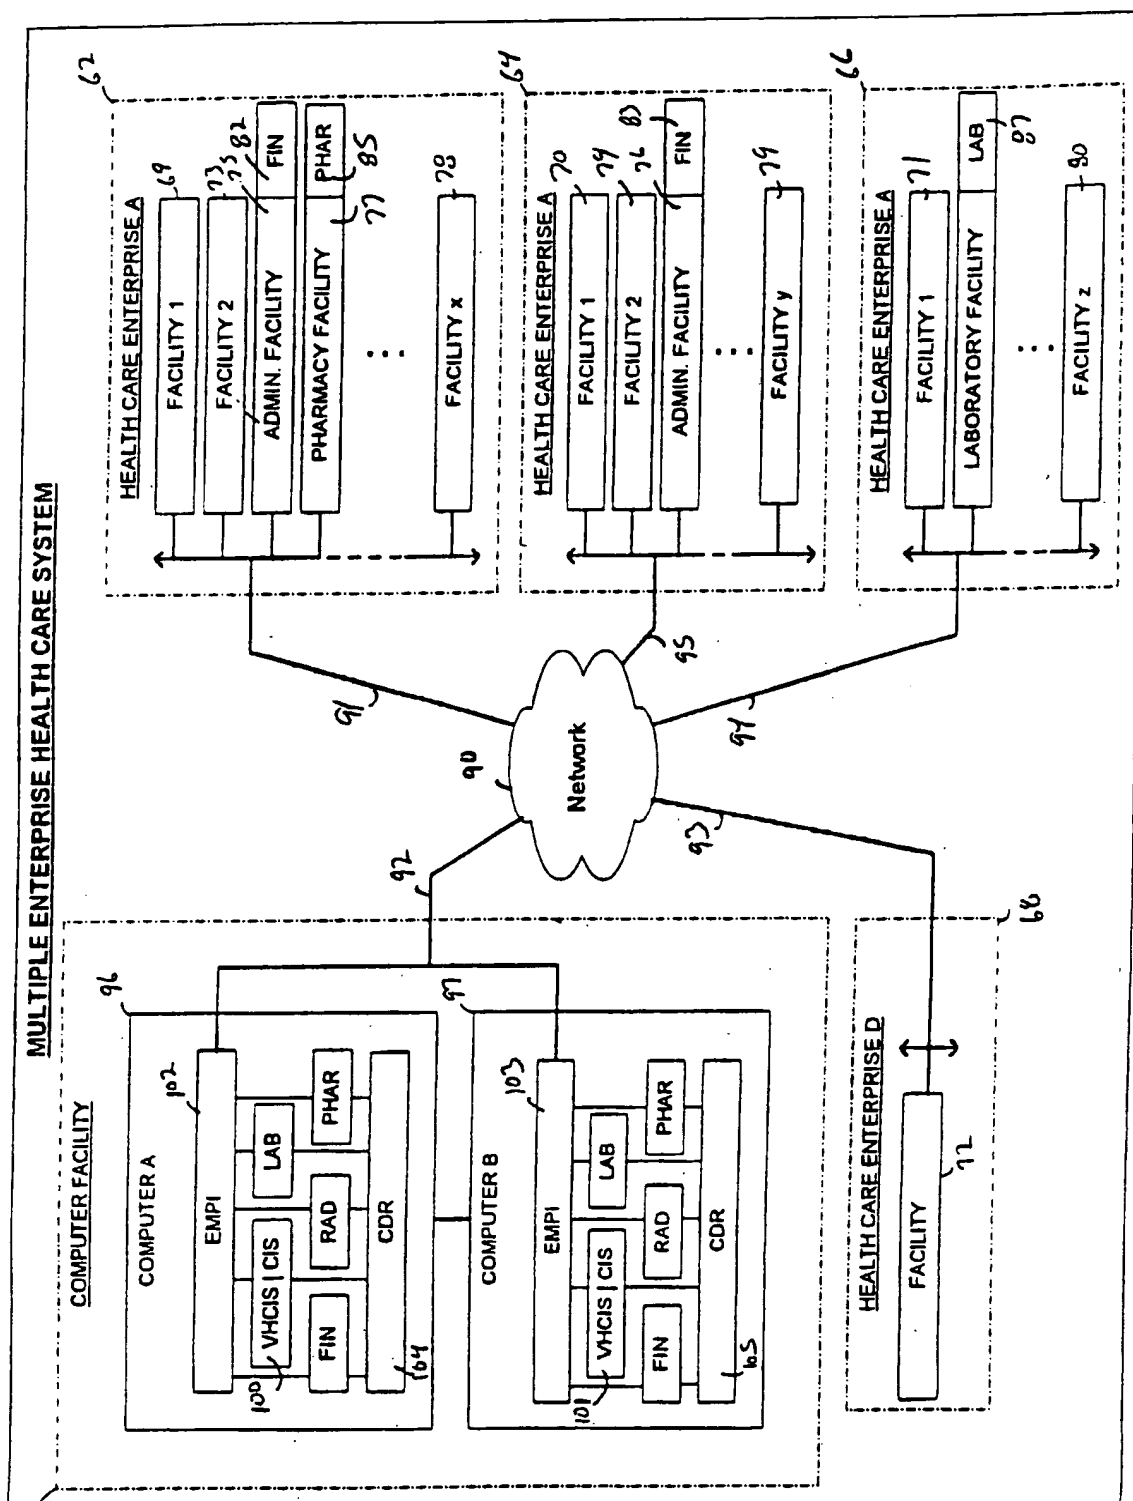 MULTIPLE ENTERPRISE HEALTH CARE SYSTEM
COMPUTER FACILITY
96
COMPUTER A
102
EMPI
100
VHCIS | CIS
LAB
FIN
RAD
PHAR
CDR
104
97
COMPUTER B
103
EMPI
101
VHCIS | CIS
LAB
FIN
RAD
PHAR
CDR
105
HEALTH CARE ENTERPRISE D
68
FACILITY
72
92
90
Network
91
95
94
93
62
HEALTH CARE ENTERPRISE A
FACILITY 1
69
FACILITY 2
73
75
ADMIN. FACILITY
FIN
82
PHARMACY FACILITY
PHAR
85
77
FACILITY x
78
64
HEALTH CARE ENTERPRISE A
FACILITY 1
70
FACILITY 2
74
76
ADMIN. FACILITY
FIN
83
FACILITY y
79
66
HEALTH CARE ENTERPRISE A
FACILITY 1
71
LABORATORY FACILITY
LAB
87
FACILITY z
80